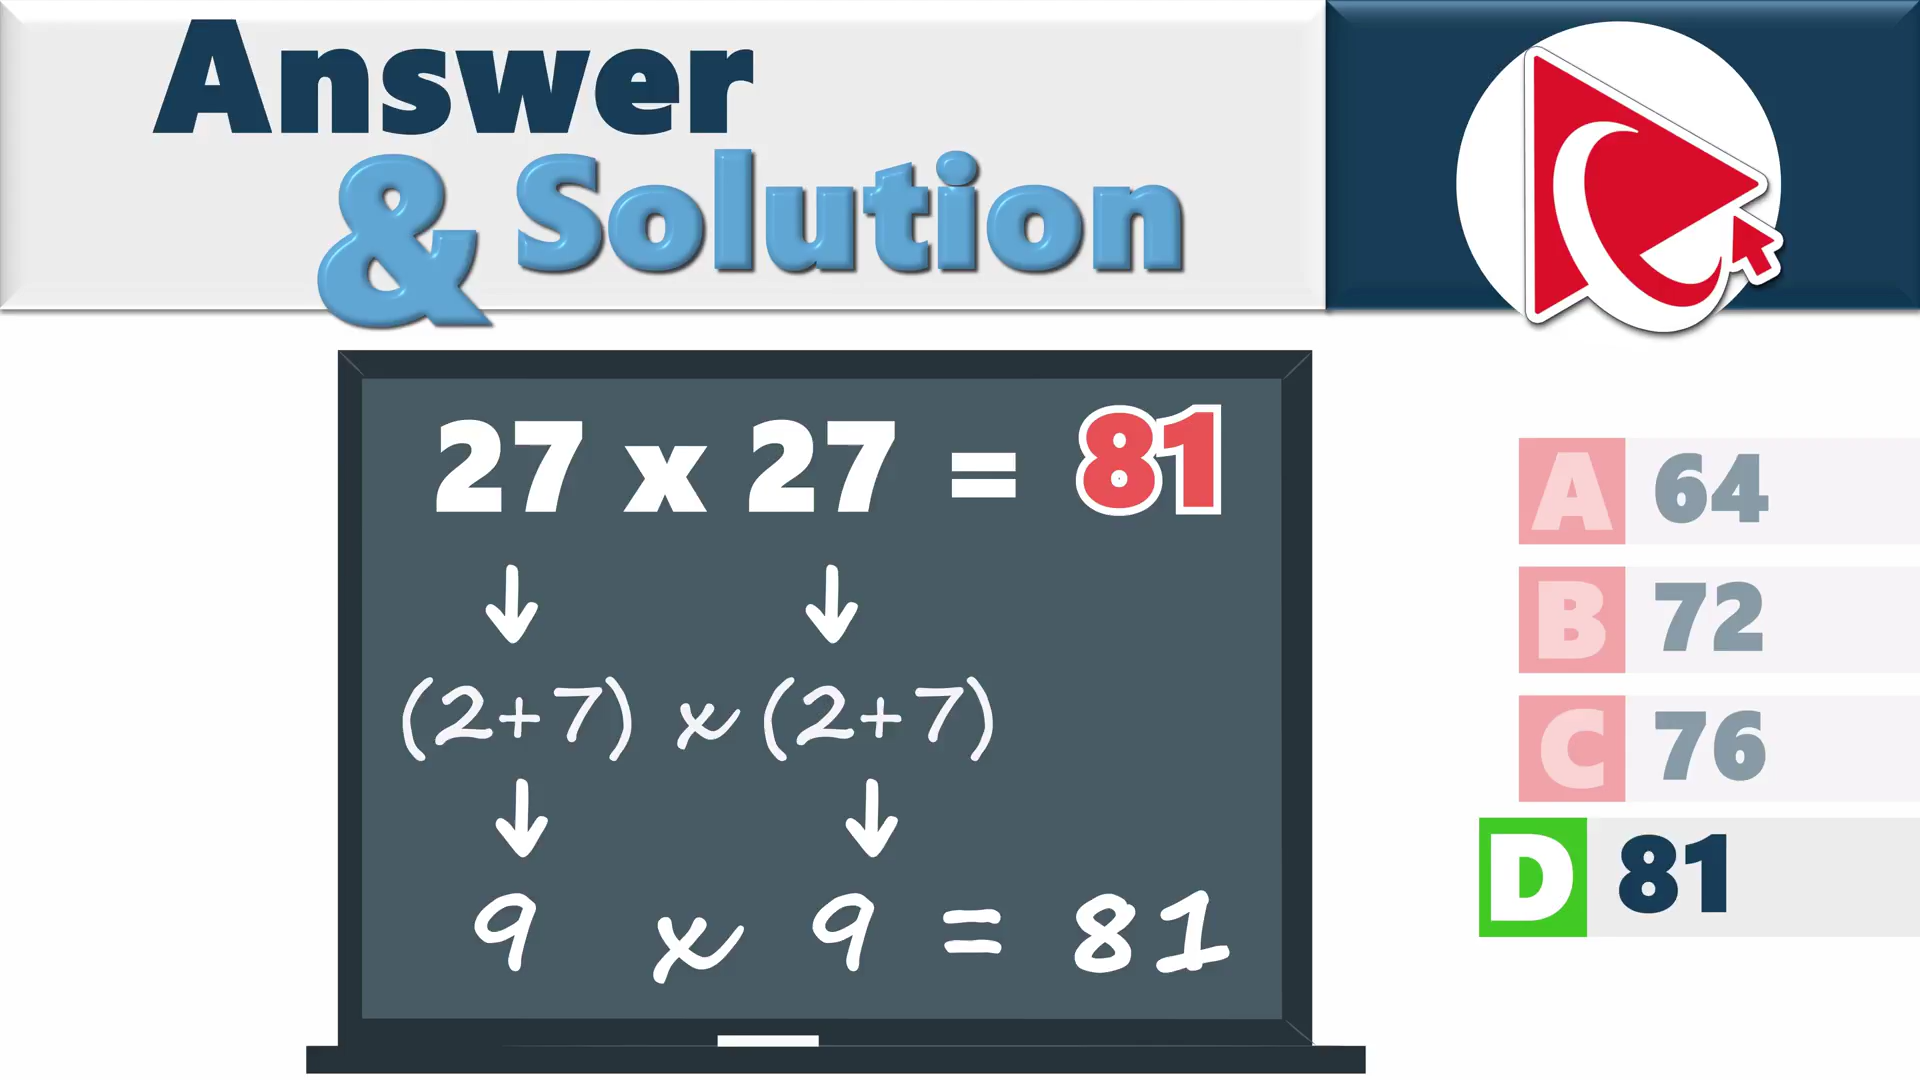 Answer
& Solution
27 x 27 = 81
(2+7) x (2+7)
9 x 9 = 81
A 64
B 72
C 76
D 81